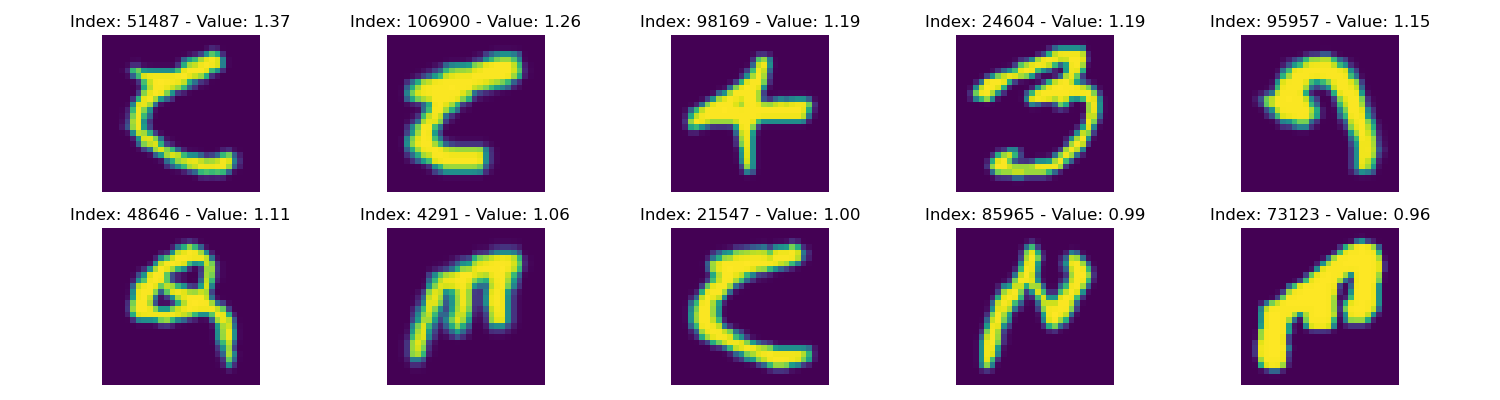 Index: 51487 - Value: 1.37 Index: 106900 - Value: 1.26 Index: 98169 - Value: 1.19 Index: 24604 - Value: 1.19 Index: 95957 - Value: 1.15
Index: 48646 - Value: 1.11 Index: 4291 - Value: 1.06 Index: 21547 - Value: 1.00 Index: 85965 - Value: 0.99 Index: 73123 - Value: 0.96